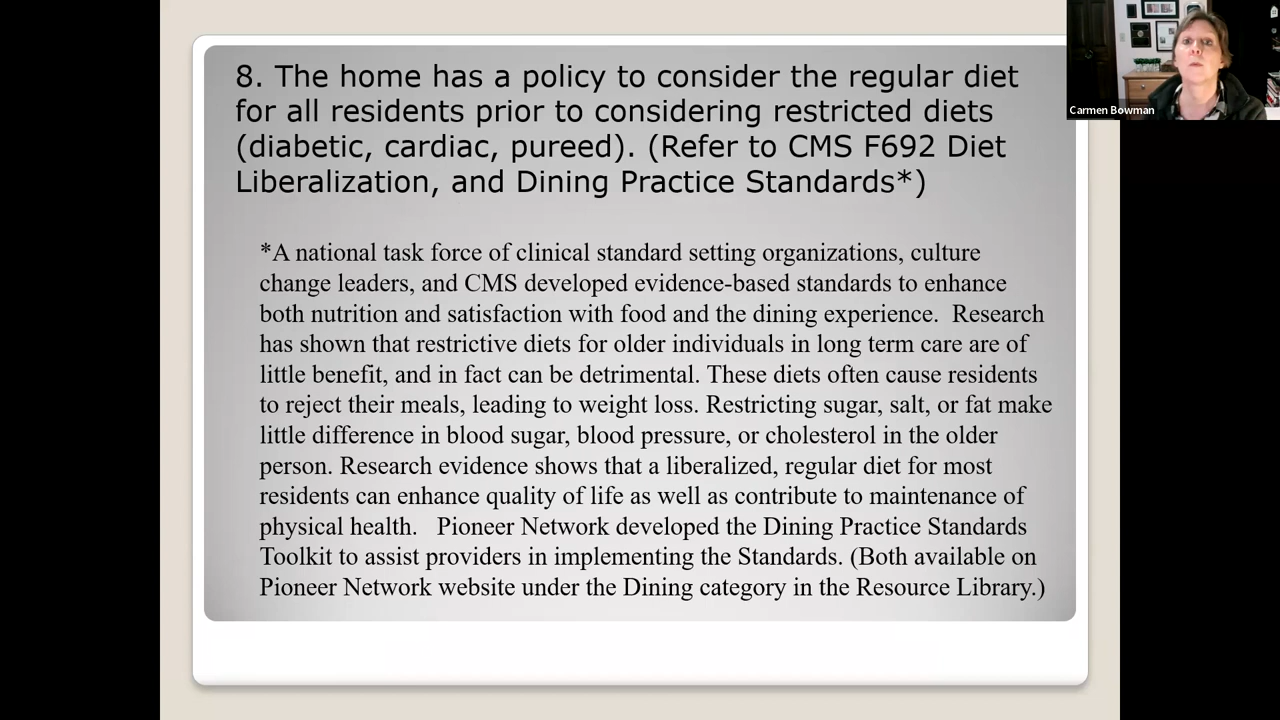 8. The home has a policy to consider the regular diet
for all residents prior to considering restricted diets
(diabetic, cardiac, pureed). (Refer to CMS F692 Diet
Liberalization, and Dining Practice Standards*)
*A national task force of clinical standard setting organizations, culture
change leaders, and CMS developed evidence-based standards to enhance
both nutrition and satisfaction with food and the dining experience.  Research
has shown that restrictive diets for older individuals in long term care are of
little benefit, and in fact can be detrimental. These diets often cause residents
to reject their meals, leading to weight loss. Restricting sugar, salt, or fat make
little difference in blood sugar, blood pressure, or cholesterol in the older
person. Research evidence shows that a liberalized, regular diet for most
residents can enhance quality of life as well as contribute to maintenance of
physical health.   Pioneer Network developed the Dining Practice Standards
Toolkit to assist providers in implementing the Standards. (Both available on
Pioneer Network website under the Dining category in the Resource Library.)
Carmen Bowman